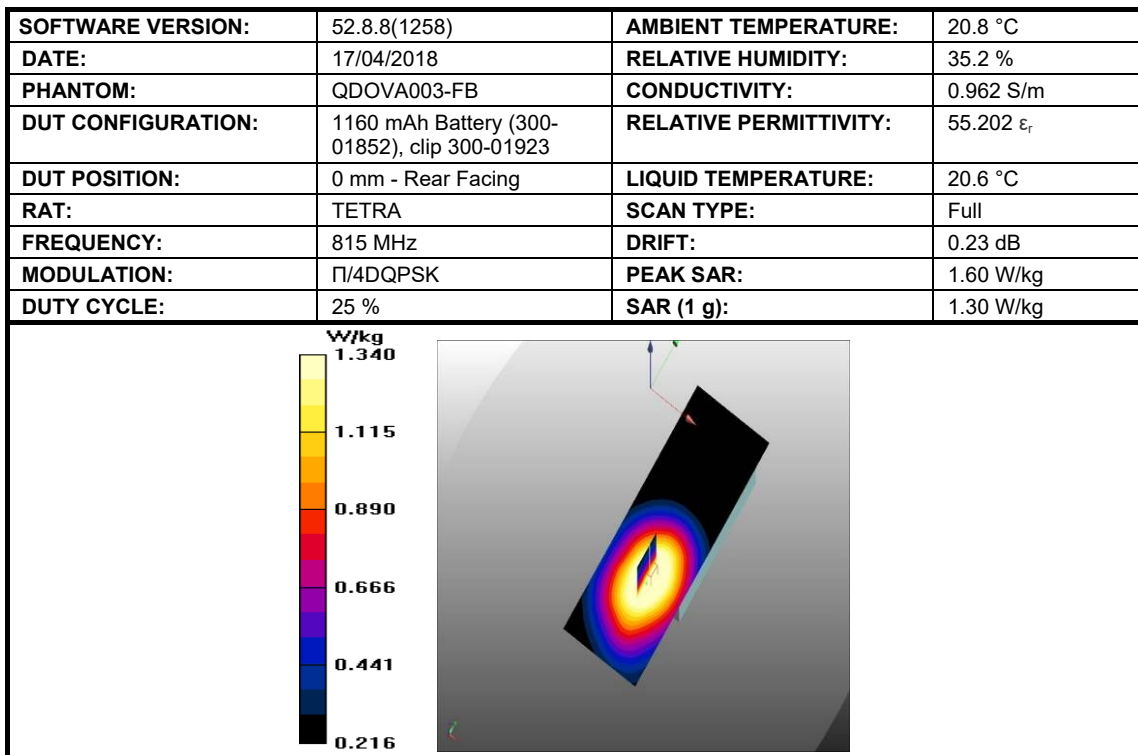 SOFTWARE VERSION: 52.8.8(1258) AMBIENT TEMPERATURE: 20.8 °C
DATE: 17/04/2018 RELATIVE HUMIDITY: 35.2 %
PHANTOM: QDOVA003-FB CONDUCTIVITY: 0.962 S/m
DUT CONFIGURATION: 1160 mAh Battery (300- RELATIVE PERMITTIVITY: 55.202 εᵣ
01852), clip 300-01923
DUT POSITION: 0 mm - Rear Facing LIQUID TEMPERATURE: 20.6 °C
RAT: TETRA SCAN TYPE: Full
FREQUENCY: 815 MHz DRIFT: 0.23 dB
MODULATION: Π/4DQPSK PEAK SAR: 1.60 W/kg
DUTY CYCLE: 25 % SAR (1 g): 1.30 W/kg
W/kg
1.340
1.115
0.890
0.666
0.441
0.216